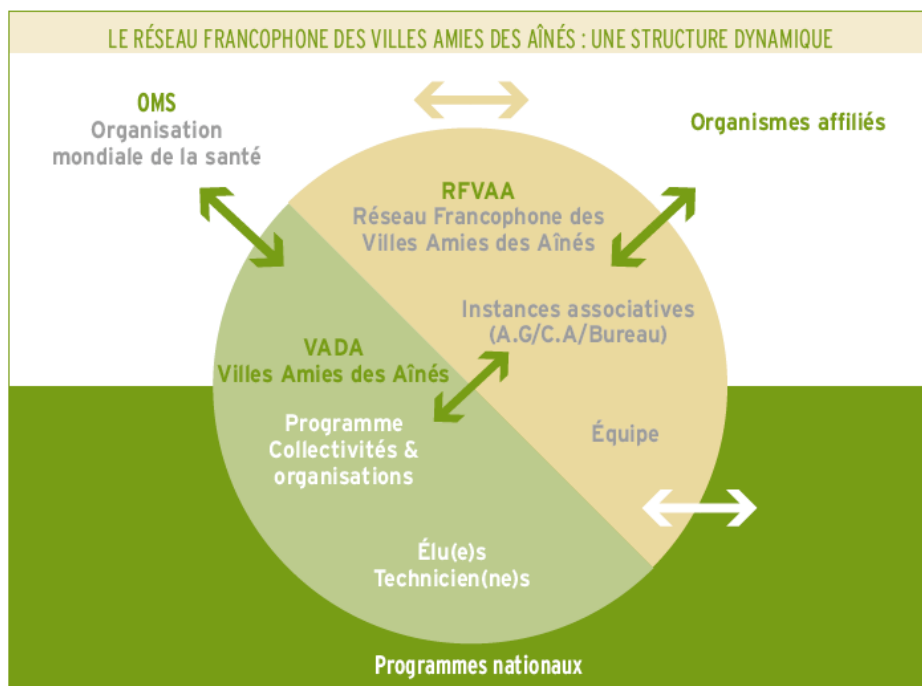 LE RÉSEAU FRANCOPHONE DES VILLES AMIES DES AÎNÉS : UNE STRUCTURE DYNAMIQUE
OMS
Organisation
mondiale de la santé
Organismes affiliés
RFVAA
Réseau Francophone des
Villes Amies des Aînés
Instances associatives
(A.G/C.A/Bureau)
VADA
Villes Amies des Aînés
Programme
Collectivités &
organisations
Équipe
Élu(e)s
Technicien(ne)s
Programmes nationaux